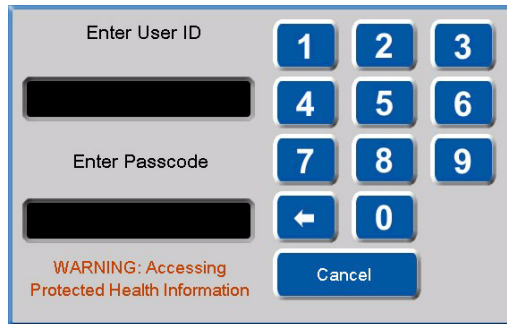 Enter User ID
1 2 3
4 5 6
Enter Passcode
7 8 9
0
WARNING: Accessing
Protected Health Information
Cancel